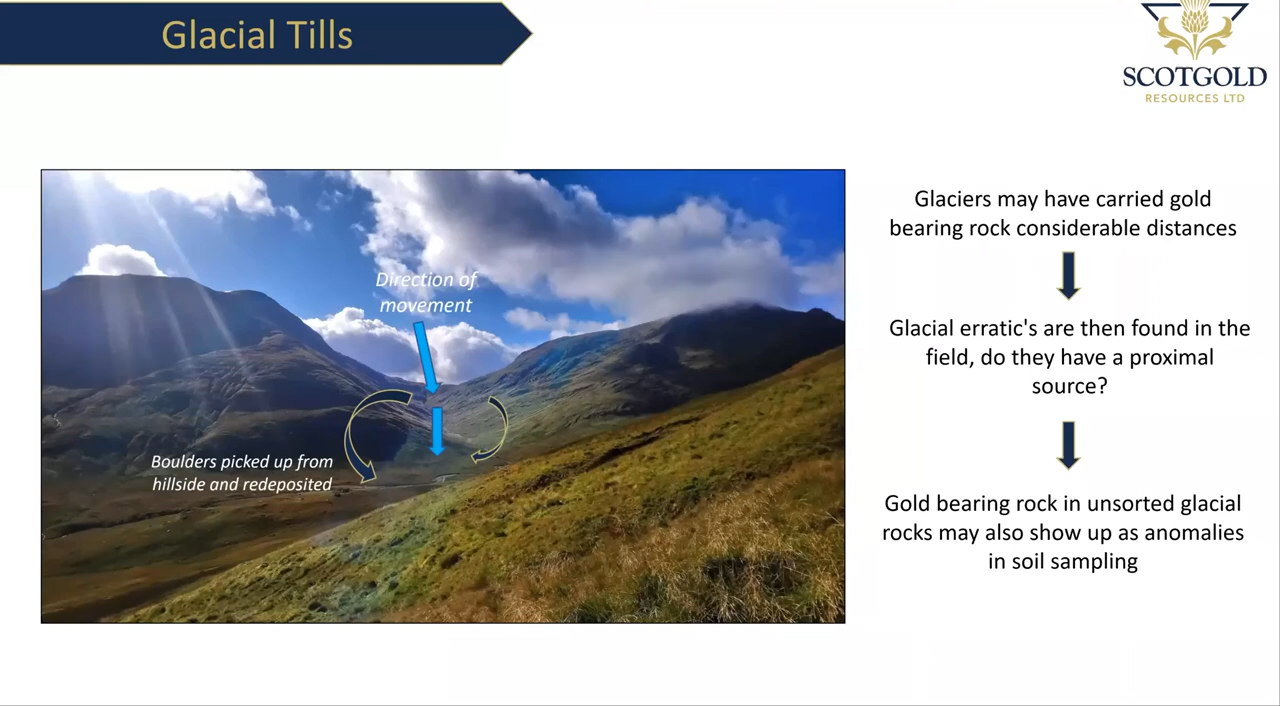 Glacial Tills
SCOTGOLD
RESOURCES LTD
Direction of
movement
Boulders picked up from
hillside and redeposited
Glaciers may have carried gold
bearing rock considerable distances
Glacial erratic's are then found in the
field, do they have a proximal
source?
Gold bearing rock in unsorted glacial
rocks may also show up as anomalies
in soil sampling